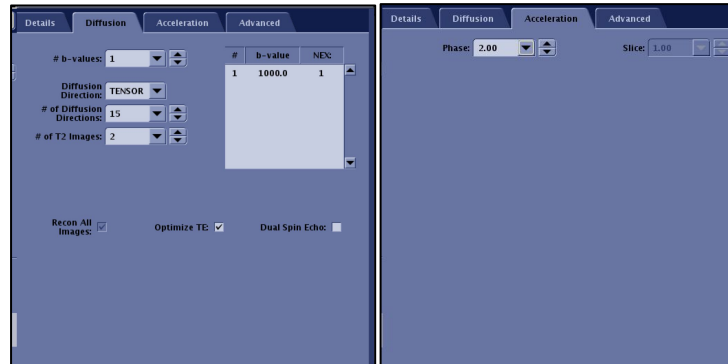 Details Diffusion Acceleration Advanced
# b-values: 1
# b-value NEX:
1 1000.0 1
Diffusion
Direction: TENSOR
# of Diffusion
Directions: 15
# of T2 Images: 2
Recon All
Images:
Optimize TE:
Dual Spin Echo:
Details Diffusion Acceleration Advanced
Phase: 2.00
Slice: 1.00